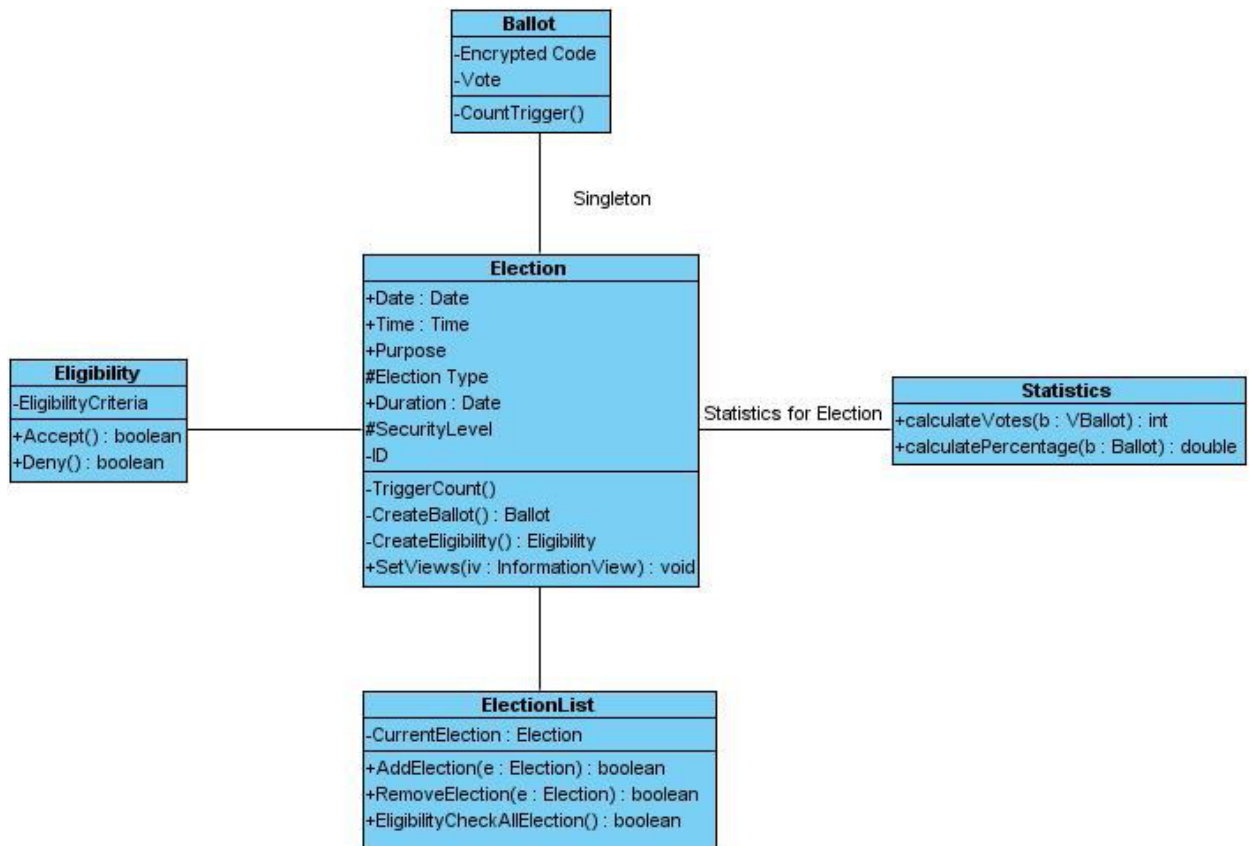 Ballot
-Encrypted Code
-Vote
-CountTrigger()
Singleton
Election
+Date : Date
+Time : Time
+Purpose
#Election Type
+Duration : Date
#SecurityLevel
-ID
-TriggerCount()
-CreateBallot() : Ballot
-CreateEligibility() : Eligibility
+SetViews(iv : InformationView) : void
Eligibility
-EligibilityCriteria
+Accept() : boolean
+Deny() : boolean
Statistics for Election
Statistics
+calculateVotes(b : VBallot) : int
+calculatePercentage(b : Ballot) : double
ElectionList
-CurrentElection : Election
+AddElection(e : Election) : boolean
+RemoveElection(e : Election) : boolean
+EligibilityCheckAllElection() : boolean